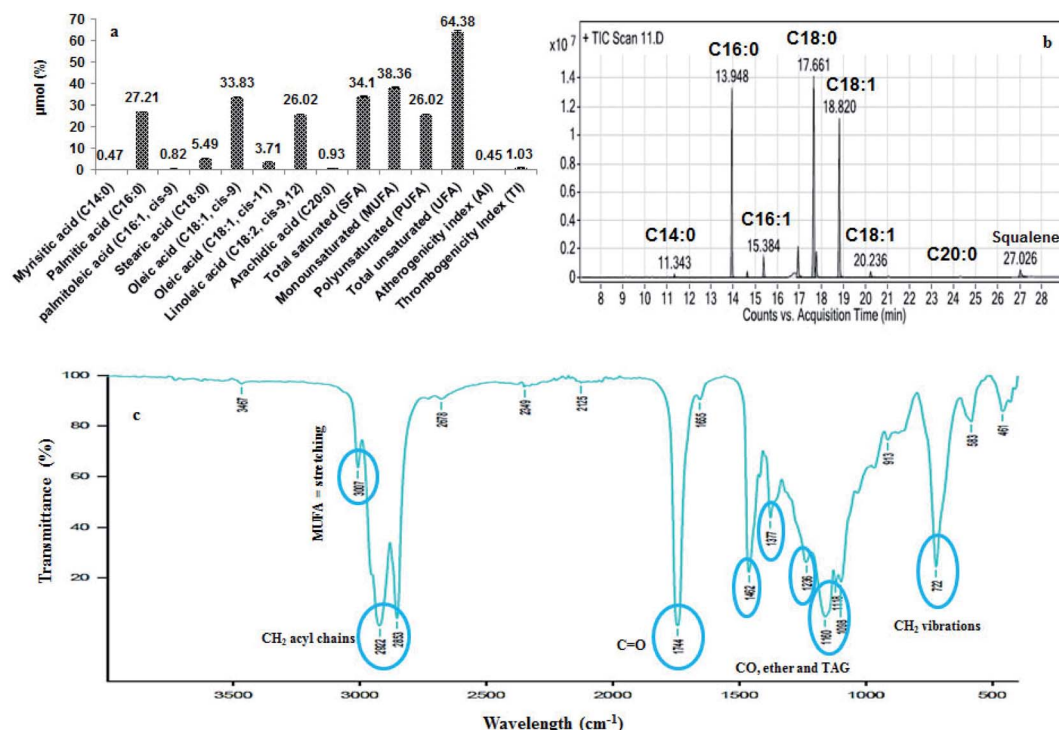 a
µmol (%)
70
60
50
40
30
20
10
0
0.47
27.21
0.82
5.49
33.83
3.71
26.02
0.93
34.1
38.36
26.02
64.38
0.45
1.03
Myrisitic acid (C14:0)
Palmitic acid (C16:0)
palmitoleic acid (C16:1, cis-9)
Stearic acid (C18:0)
Oleic acid (C18:1, cis-9)
Oleic acid (C18:1, cis-11)
Linoleic acid (C18:2, cis-9,12)
Arachidic acid (C20:0)
Total saturated (SFA)
Monounsaturated (MUFA)
Polyunsaturated (PUFA)
Total unsaturated (UFA)
Atherogenicity index (AI)
Thrombogenicity Index (TI)
b
x10 7
+ TIC Scan 11.D
1.4
1.2
1
0.8
0.6
0.4
0.2
0
C14:0
11.343
C16:0
13.948
C16:1
15.384
C18:0
17.661
C18:1
18.820
C18:1
20.236
C20:0
Squalene
27.026
8 9 10 11 12 13 14 15 16 17 18 19 20 21 22 23 24 25 26 27 28
Counts vs. Acquisition Time (min)
c
Transmittance (%)
100
80
60
40
20
3467
3007
2922
2853
2678
2349
2125
1744
1655
1462
1377
1236
1160
1118
1098
913
722
583
461
MUFA = stretching
CH2 acyl chains
C=O
CO, ether and TAG
CH2 vibrations
3500 3000 2500 2000 1500 1000 500
Wavelength (cm-1)